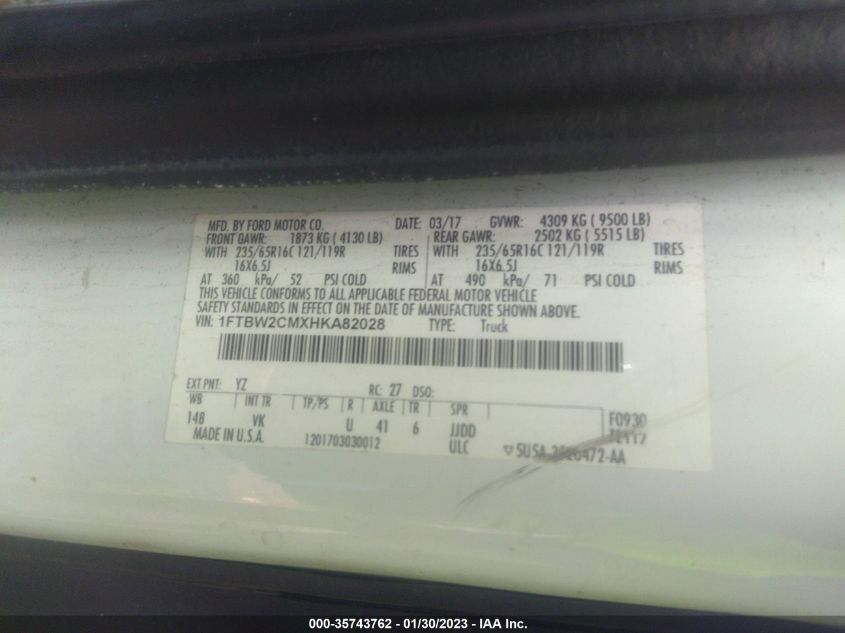 MFD. BY FORD MOTOR CO. DATE: 03/17 GVWR: 4309 KG ( 9500 LB)
FRONT GAWR: 1873 KG ( 4130 LB) REAR GAWR: 2502 KG ( 5515 LB)
WITH 235/65R16C 121/119R TIRES WITH 235/65R16C 121/119R TIRES
16X6.5J RIMS 16X6.5J RIMS
AT 360 kPa/ 52 PSI COLD AT 490 kPa/ 71 PSI COLD
THIS VEHICLE CONFORMS TO ALL APPLICABLE FEDERAL MOTOR VEHICLE
SAFETY STANDARDS IN EFFECT ON THE DATE OF MANUFACTURE SHOWN ABOVE.
VIN: 1FTBW2CMXHKA82028 TYPE: Truck
EXT PNT: YZ RC: 27 DSO:
WB INT TR TP/PS R AXLE TR SPR
148 VK U 41 6 JJDD F0930
MADE IN U.S.A. 1201703030012 ULC
000-35743762 - 01/30/2023 - IAA Inc.